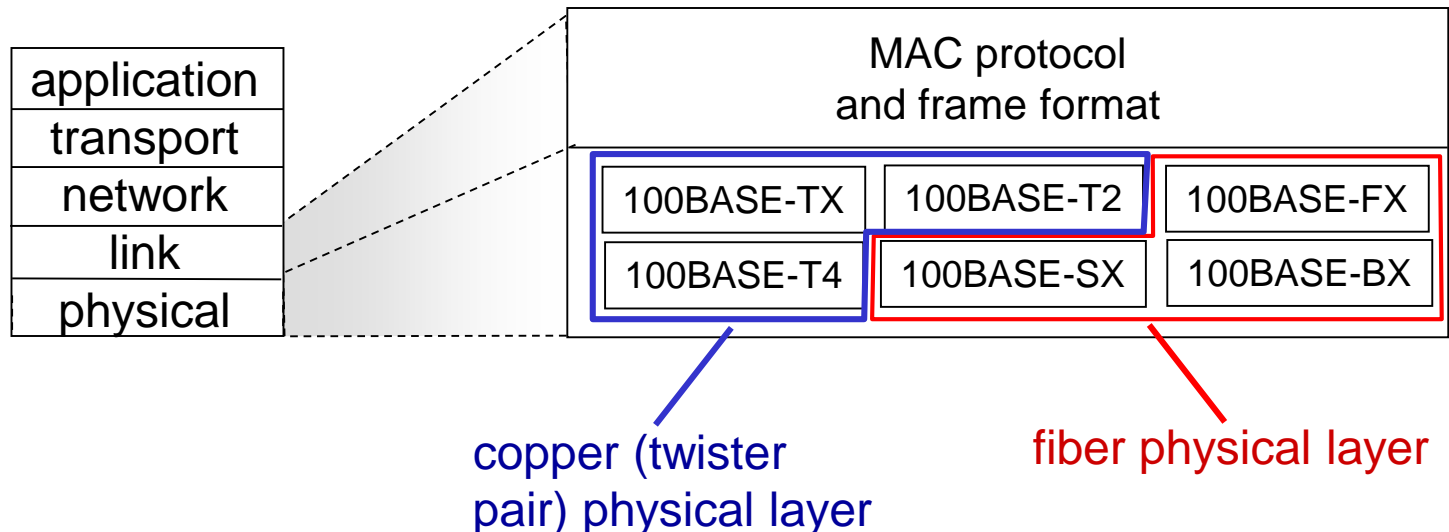 application
transport
network
link
physical
MAC protocol
and frame format
100BASE-TX
100BASE-T2
100BASE-FX
100BASE-T4
100BASE-SX
100BASE-BX
copper (twister
pair) physical layer
fiber physical layer